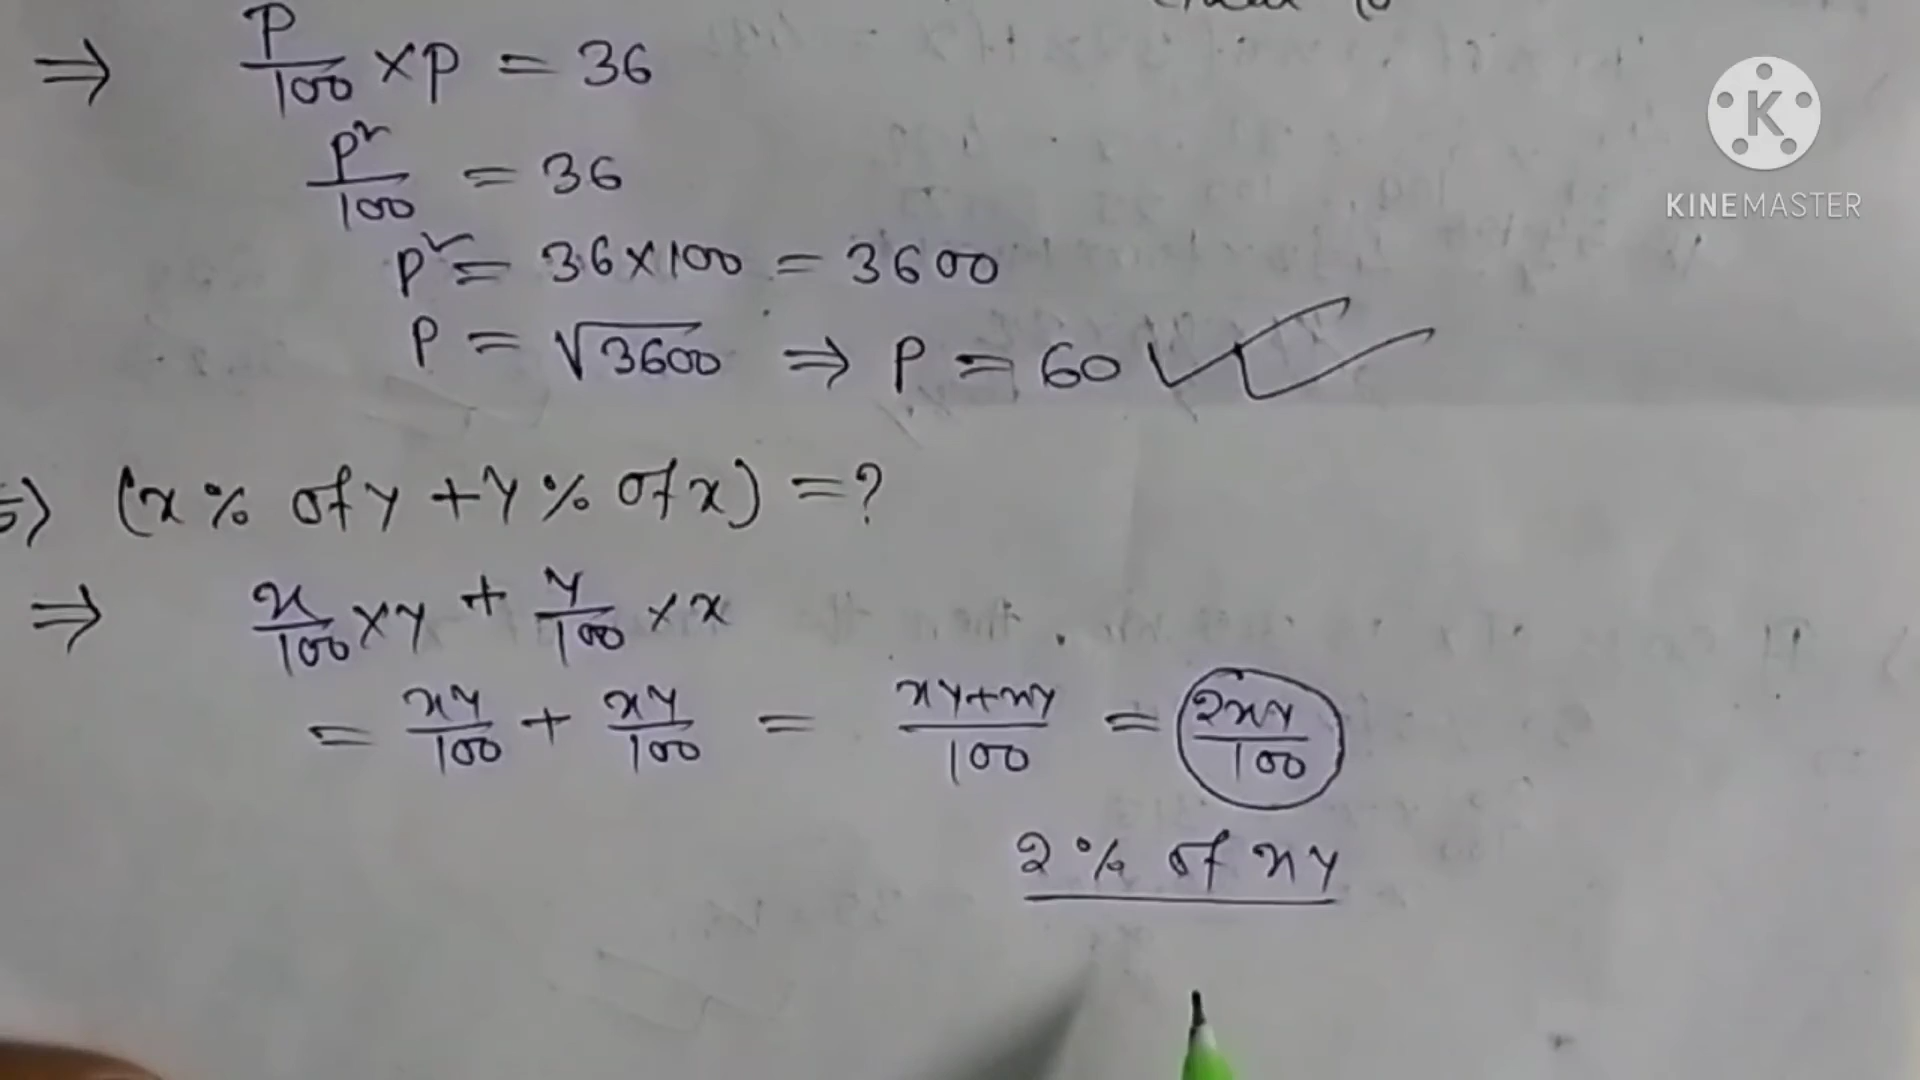 ⇒ P/100 × P = 36
P²/100 = 36
P² = 36×100 = 3600
P = √3600 ⇒ P = 60
⇒) (x % of y + y % of x) = ?
⇒ x/100 × y + y/100 × x
= xy/100 + xy/100 = xy+xy/100 = 2xy/100
2 % of xy
K
KINEMASTER